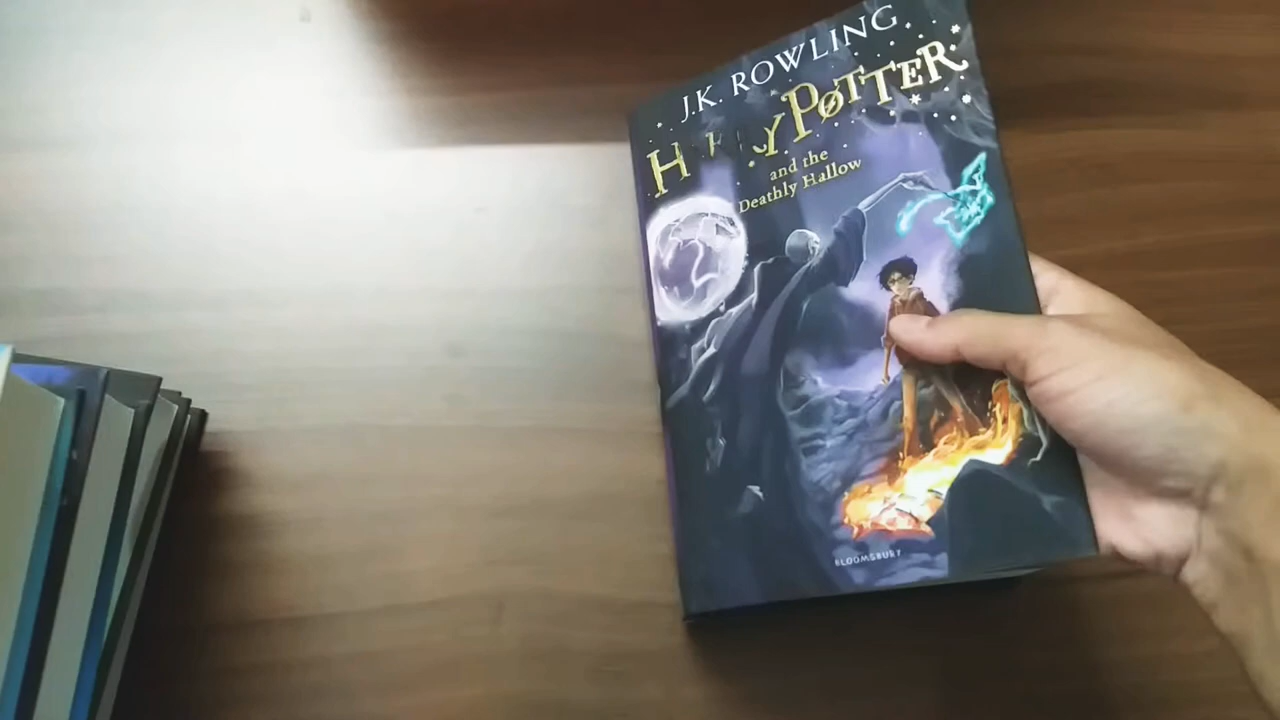 J.K. ROWLING
POTTER
and the
Deathly Hallow
BLOOMSBURY